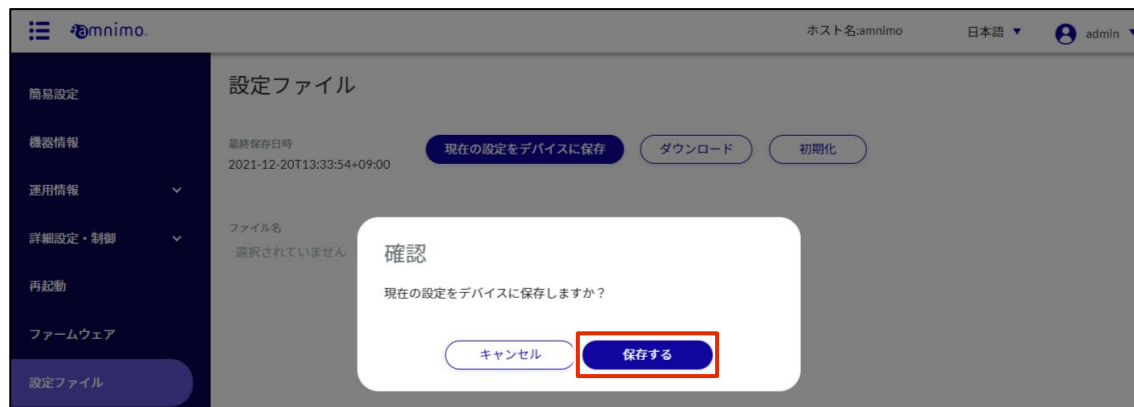 amnimo
ホスト名:amnimo
日本語
admin
簡易設定
機器情報
運用情報
詳細設定・制御
再起動
ファームウェア
設定ファイル
設定ファイル
最終保存日時
2021-12-20T13:33:54+09:00
現在の設定をデバイスに保存
ダウンロード
初期化
ファイル名
選択されていません
確認
現在の設定をデバイスに保存しますか？
キャンセル
保存する